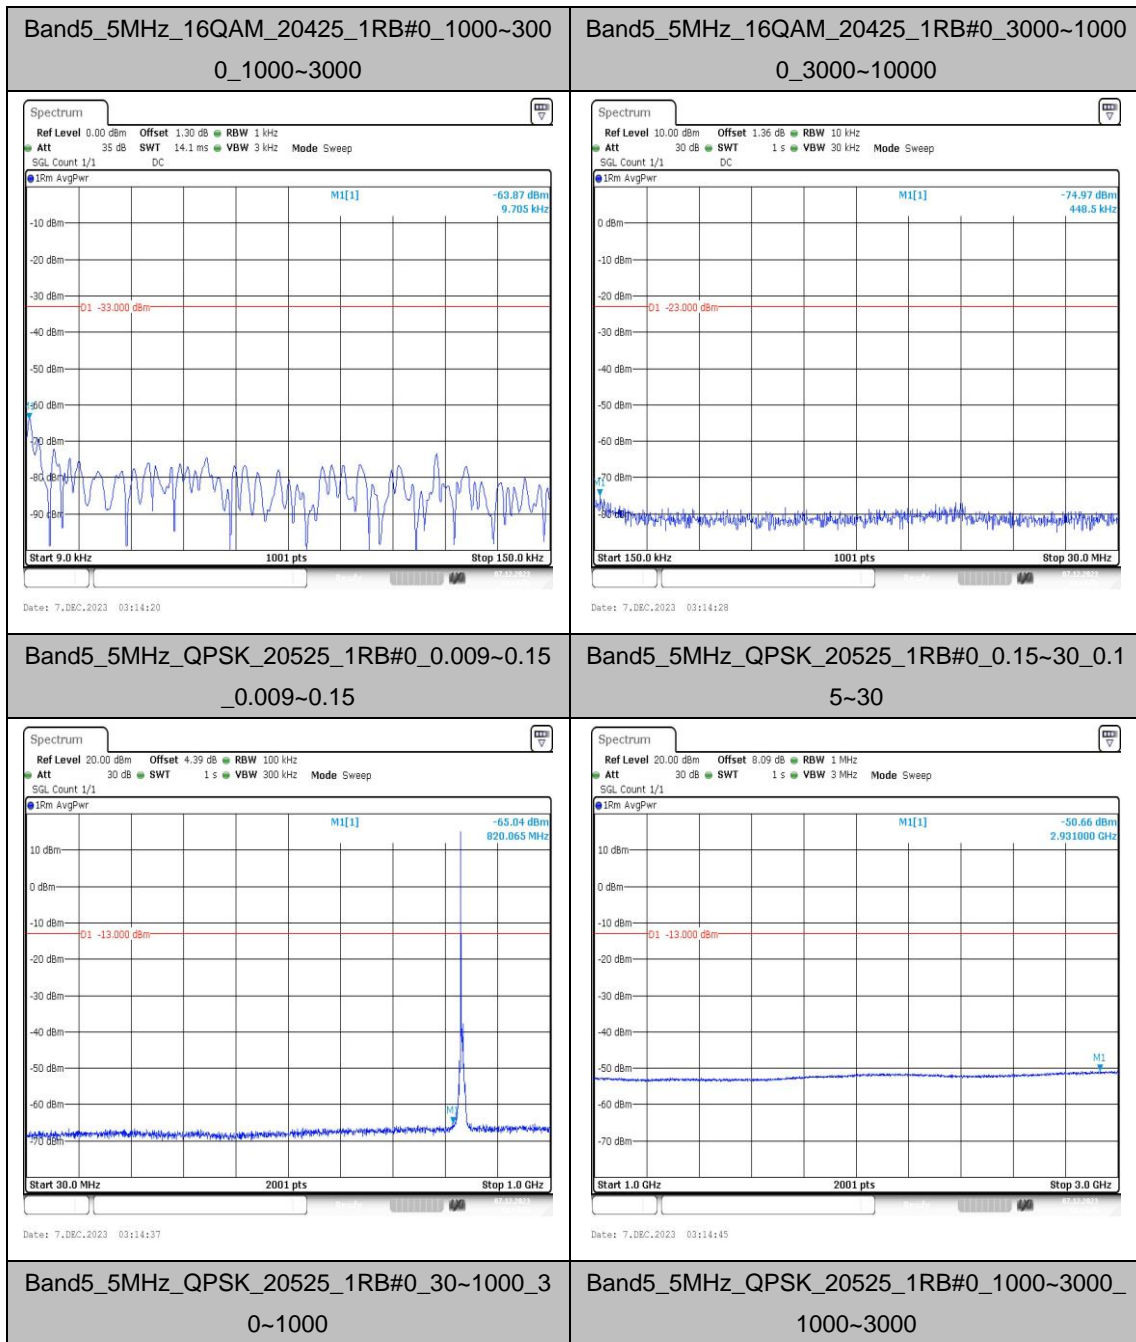 Band5_5MHz_16QAM_20425_1RB#0_1000~300
0_1000~3000
Band5_5MHz_16QAM_20425_1RB#0_3000~1000
0_3000~10000
Spectrum
Ref Level 0.00 dBm Offset 1.30 dB RBW 1 kHz
Att 35 dB SWT 14.1 ms VBW 3 kHz Mode Sweep
SGL Count 1/1 DC
1Rm AvgPwr
M1[1] -63.87 dBm
9.705 kHz
-10 dBm
-20 dBm
-30 dBm
D1 -33.000 dBm
-40 dBm
-50 dBm
-60 dBm
-70 dBm
-80 dBm
-90 dBm
Start 9.0 kHz 1001 pts Stop 150.0 kHz
Date: 7.DEC.2023 03:14:20
Spectrum
Ref Level 10.00 dBm Offset 1.36 dB RBW 10 kHz
Att 30 dB SWT 1 s VBW 30 kHz Mode Sweep
SGL Count 1/1 DC
1Rm AvgPwr
M1[1] -74.97 dBm
448.5 kHz
0 dBm
-10 dBm
-20 dBm
D1 -23.000 dBm
-30 dBm
-40 dBm
-50 dBm
-60 dBm
-70 dBm
M1
-80 dBm
Start 150.0 kHz 1001 pts Stop 30.0 MHz
Date: 7.DEC.2023 03:14:28
Band5_5MHz_QPSK_20525_1RB#0_0.009~0.15
_0.009~0.15
Band5_5MHz_QPSK_20525_1RB#0_0.15~30_0.1
5~30
Spectrum
Ref Level 20.00 dBm Offset 4.39 dB RBW 100 kHz
Att 30 dB SWT 1 s VBW 300 kHz Mode Sweep
SGL Count 1/1
1Rm AvgPwr
M1[1] -65.04 dBm
820.065 MHz
10 dBm
0 dBm
-10 dBm
D1 -13.000 dBm
-20 dBm
-30 dBm
-40 dBm
-50 dBm
-60 dBm
M1
-70 dBm
Start 30.0 MHz 2001 pts Stop 1.0 GHz
Date: 7.DEC.2023 03:14:37
Spectrum
Ref Level 20.00 dBm Offset 8.09 dB RBW 1 MHz
Att 30 dB SWT 1 s VBW 3 MHz Mode Sweep
SGL Count 1/1
1Rm AvgPwr
M1[1] -50.66 dBm
2.931000 GHz
10 dBm
0 dBm
-10 dBm
D1 -13.000 dBm
-20 dBm
-30 dBm
-40 dBm
M1
-50 dBm
-60 dBm
-70 dBm
Start 1.0 GHz 2001 pts Stop 3.0 GHz
Date: 7.DEC.2023 03:14:45
Band5_5MHz_QPSK_20525_1RB#0_30~1000_3
0~1000
Band5_5MHz_QPSK_20525_1RB#0_1000~3000_
1000~3000